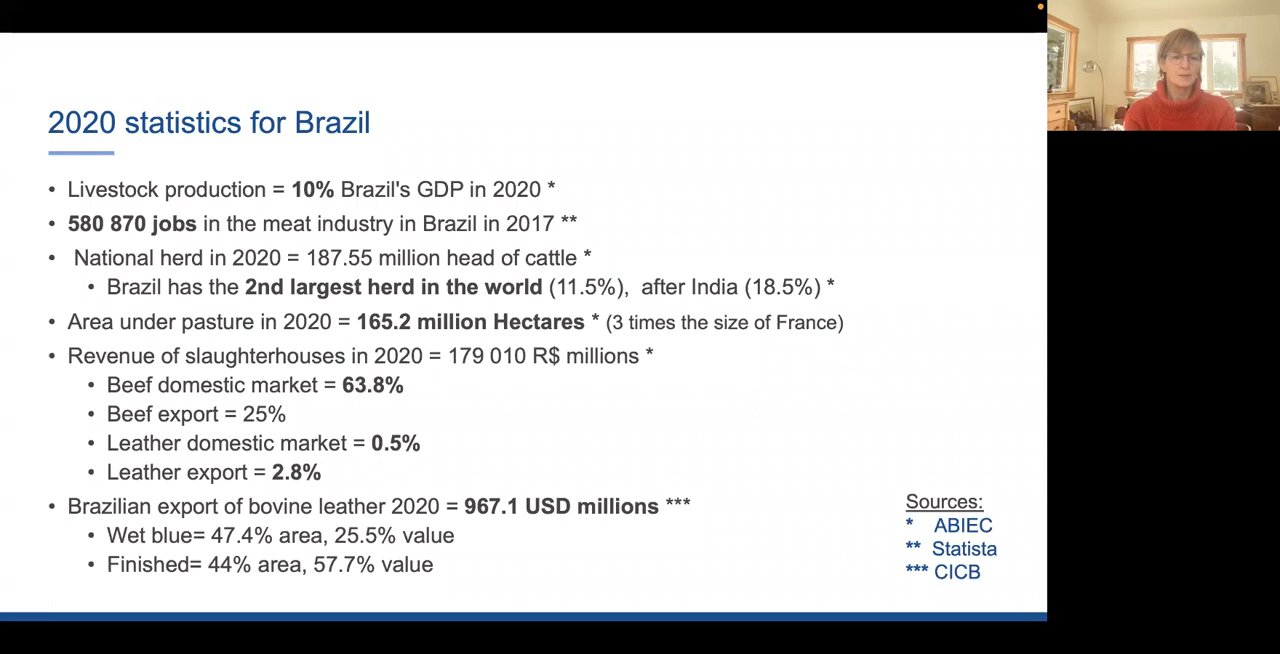 2020 statistics for Brazil
• Livestock production = 10% Brazil's GDP in 2020 *
• 580 870 jobs in the meat industry in Brazil in 2017 **
• National herd in 2020 = 187.55 million head of cattle *
• Brazil has the 2nd largest herd in the world (11.5%), after India (18.5%) *
• Area under pasture in 2020 = 165.2 million Hectares * (3 times the size of France)
• Revenue of slaughterhouses in 2020 = 179 010 R$ millions *
• Beef domestic market = 63.8%
• Beef export = 25%
• Leather domestic market = 0.5%
• Leather export = 2.8%
• Brazilian export of bovine leather 2020 = 967.1 USD millions ***
• Wet blue= 47.4% area, 25.5% value
• Finished= 44% area, 57.7% value
Sources:
* ABIEC
** Statista
*** CICB